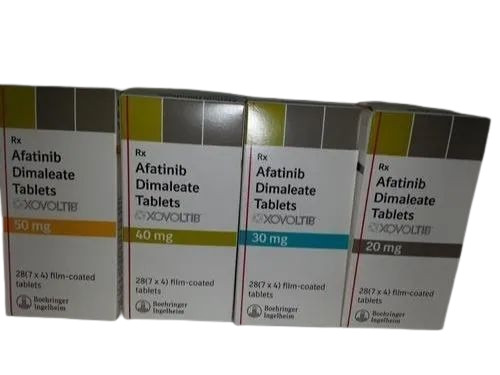 Rx
Afatinib
Dimaleate
Tablets
XOVOLTIB
50 mg
28(7 x 4) film-coated
tablets
Boehringer
Ingelheim
Rx
Afatinib
Dimaleate
Tablets
XOVOLTIB
40 mg
28(7 x 4) film-coated
tablets
Boehringer
Ingelheim
Rx
Afatinib
Dimaleate
Tablets
XOVOLTIB
30 mg
28(7 x 4) film-coated
tablets
Boehringer
Ingelheim
Rx
Afatinib
Dimaleate
Tablets
XOVOLTIB
20 mg
28(7 x 4) film-coated
tablets
Boehringer
Ingelheim